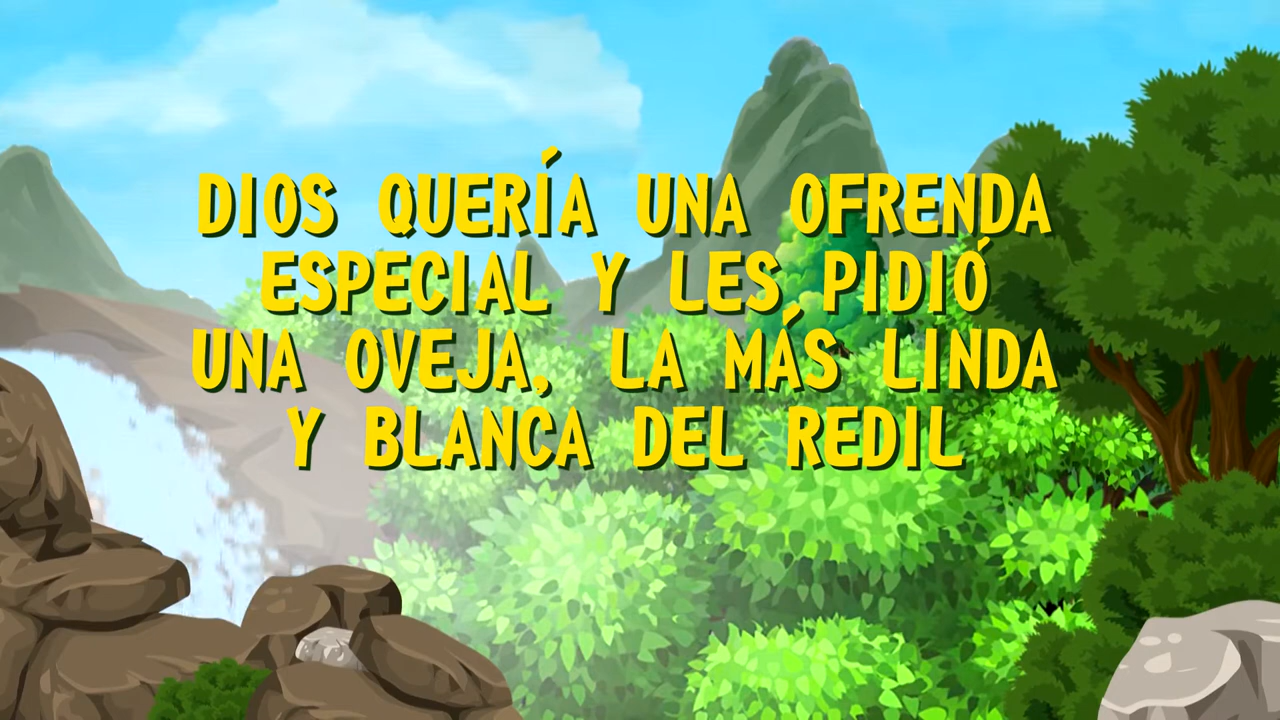 DIOS QUERÍA UNA OFRENDA
ESPECIAL Y LES PIDIÓ
UNA OVEJA, LA MÁS LINDA
Y BLANCA DEL REDIL